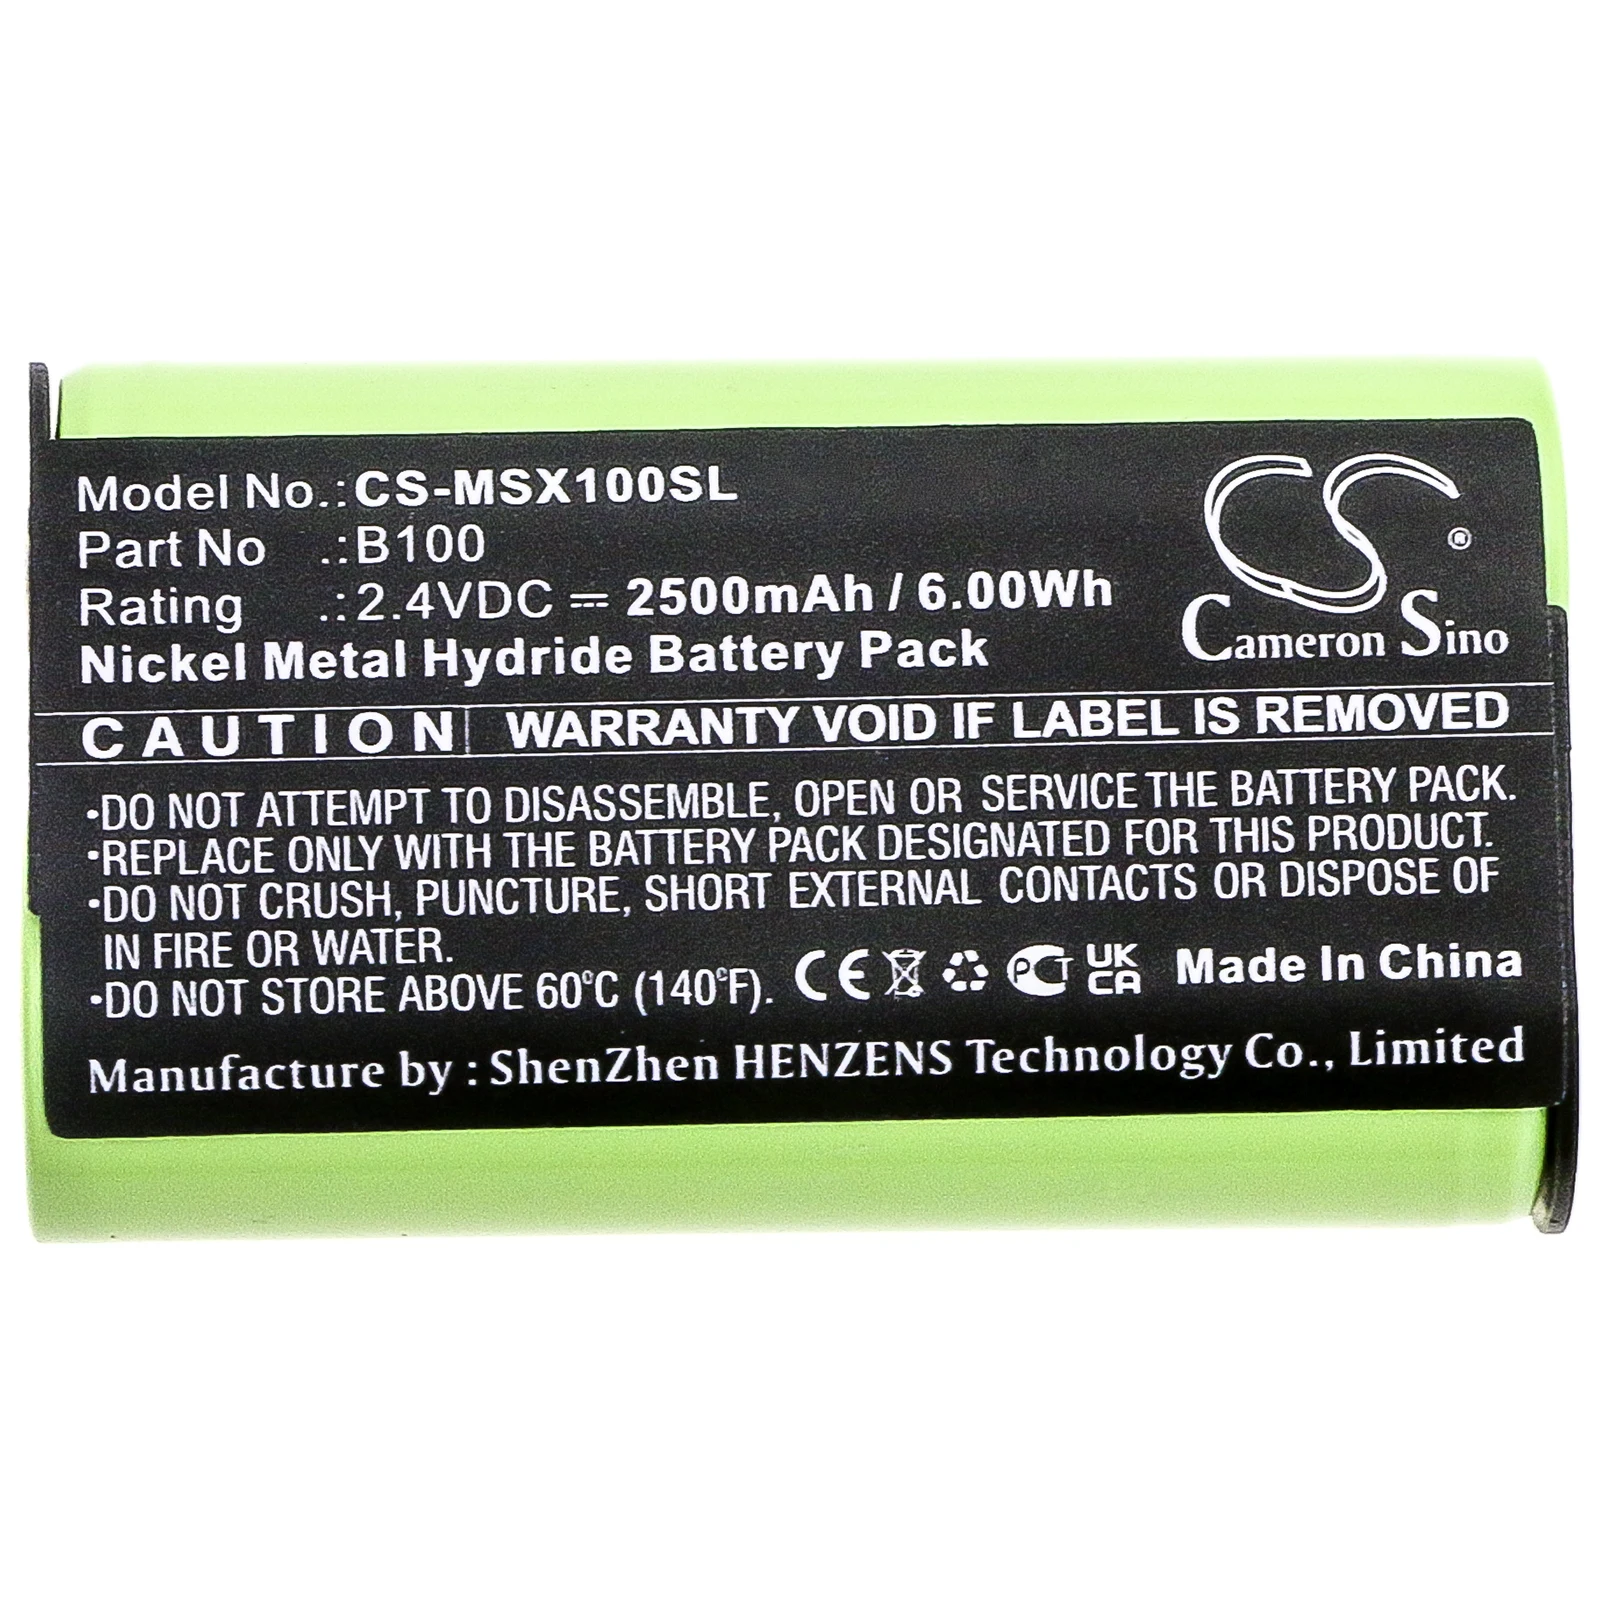 Model No.:CS-MSX100SL
Part No .:B100
Rating .:2.4VDC ⎓ 2500mAh / 6.00Wh
Nickel Metal Hydride Battery Pack
CS ®
Cameron Sino
CAUTION WARRANTY VOID IF LABEL IS REMOVED
•DO NOT ATTEMPT TO DISASSEMBLE, OPEN OR SERVICE THE BATTERY PACK.
•REPLACE ONLY WITH THE BATTERY PACK DESIGNATED FOR THIS PRODUCT.
•DO NOT CRUSH, PUNCTURE, SHORT EXTERNAL CONTACTS OR DISPOSE OF
IN FIRE OR WATER.
•DO NOT STORE ABOVE 60°C (140°F). CE PCT UK
CA Made In China
Manufacture by : ShenZhen HENZENS Technology Co., Limited